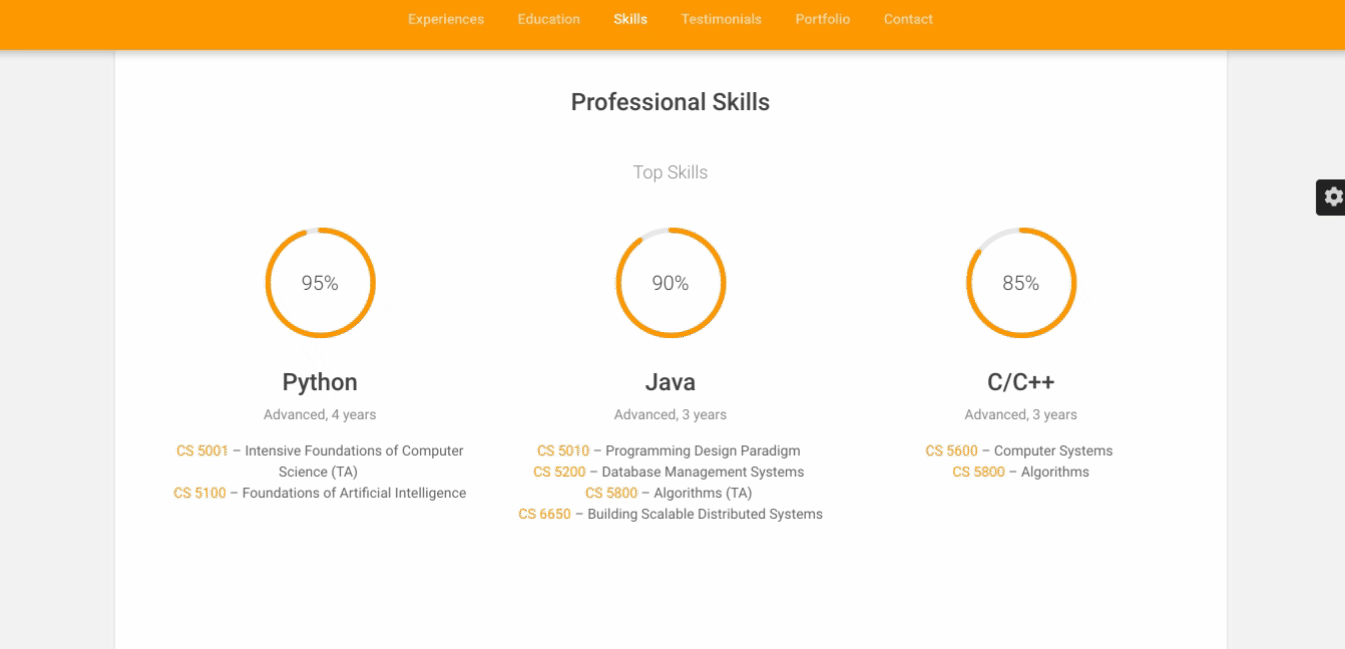 Experiences Education Skills Testimonials Portfolio Contact
Professional Skills
Top Skills
95%
Python
Advanced, 4 years
CS 5001 – Intensive Foundations of Computer
Science (TA)
CS 5100 – Foundations of Artificial Intelligence
90%
Java
Advanced, 3 years
CS 5010 – Programming Design Paradigm
CS 5200 – Database Management Systems
CS 5800 – Algorithms (TA)
CS 6650 – Building Scalable Distributed Systems
85%
C/C++
Advanced, 3 years
CS 5600 – Computer Systems
CS 5800 – Algorithms